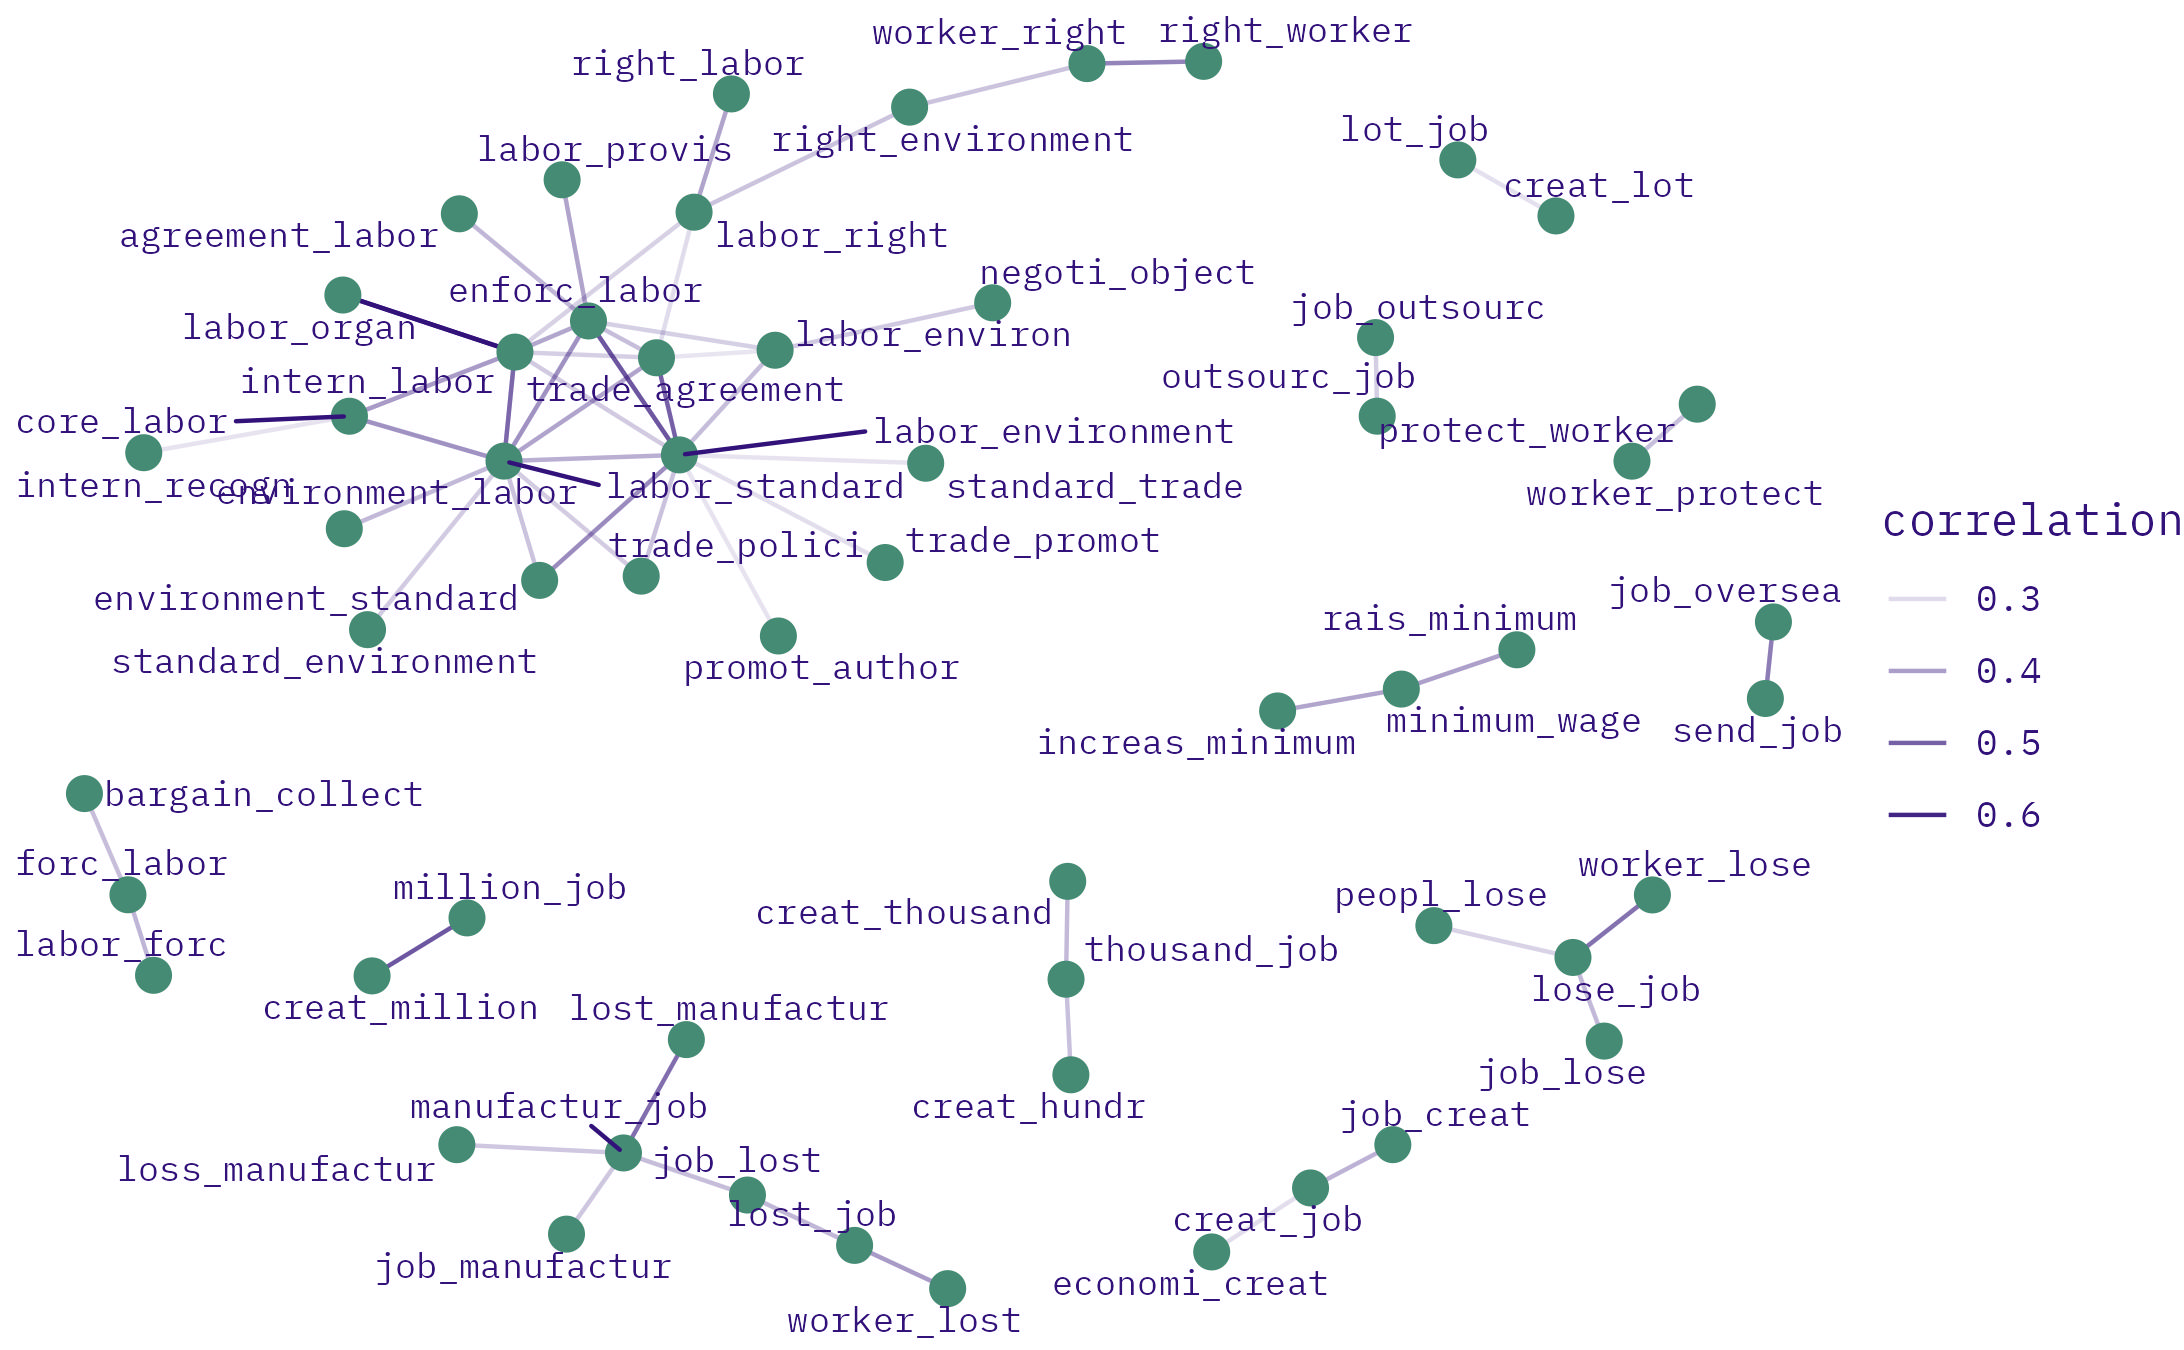 worker_right
right_worker
right_labor
lot_job
right_environment
labor_provis
creat_lot
agreement_labor
labor_right
negoti_object
enforc_labor
job_outsourc
labor_organ
labor_environ
intern_labor
trade_agreement
outsourc_job
core_labor
labor_environment
protect_worker
intern_recogn
environment_labor
labor_standard
standard_trade
worker_protect
correlation
trade_polici
trade_promot
environment_standard
job_oversea
0.3
rais_minimum
standard_environment
promot_author
0.4
increas_minimum
minimum_wage
send_job
0.5
bargain_collect
0.6
forc_labor
million_job
creat_thousand
peopl_lose
worker_lose
labor_forc
thousand_job
creat_million
lost_manufactur
lose_job
job_lose
manufactur_job
creat_hundr
job_creat
loss_manufactur
job_lost
lost_job
creat_job
job_manufactur
economi_creat
worker_lost